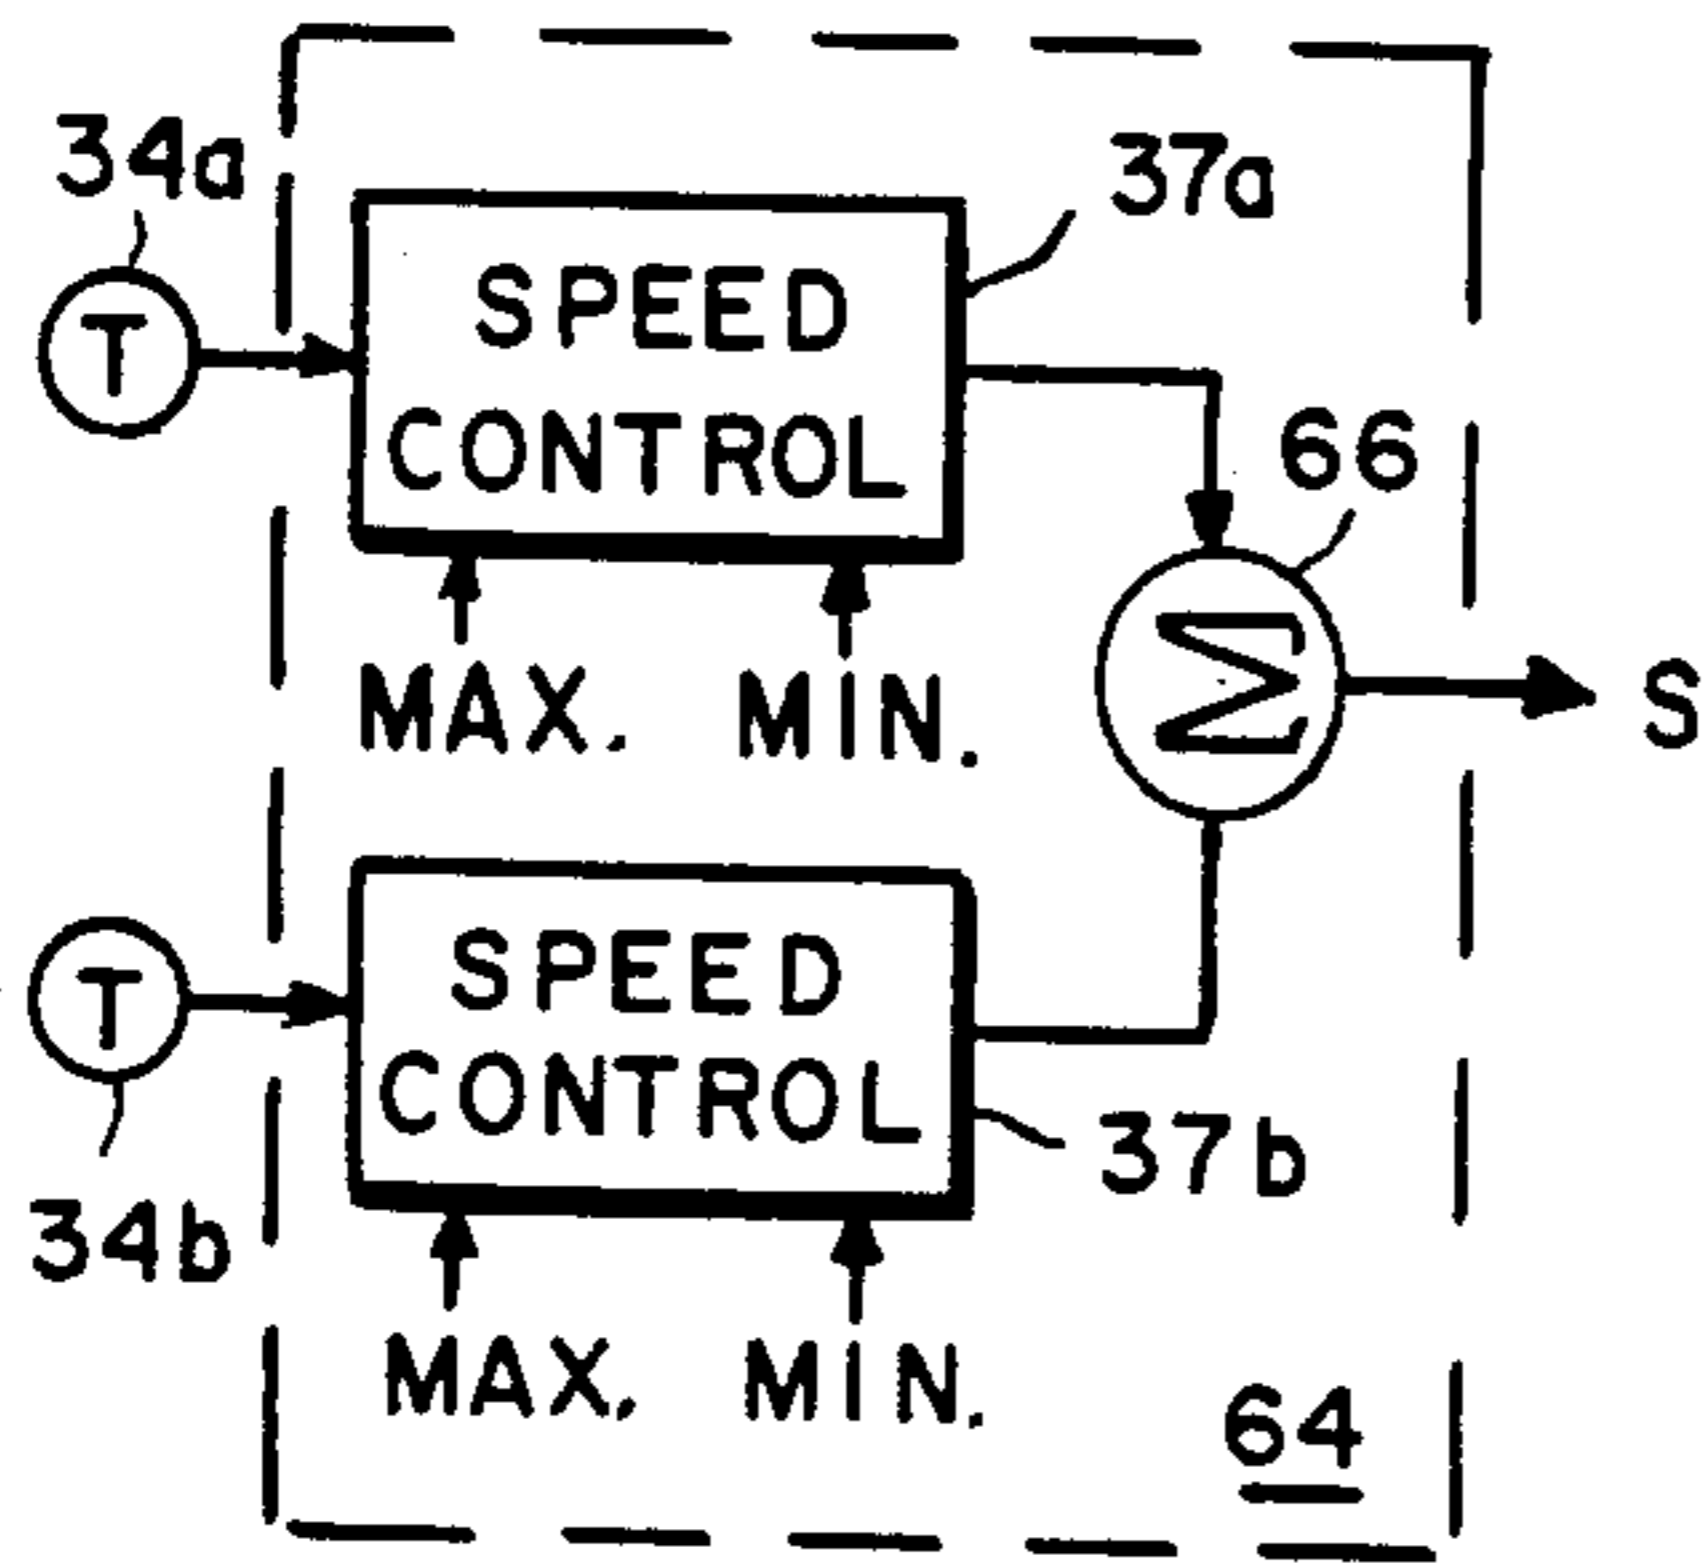 34a
37a
T
SPEED
CONTROL
66
MAX. MIN.
Σ
S
T
SPEED
CONTROL
37b
34b
MAX. MIN.
64